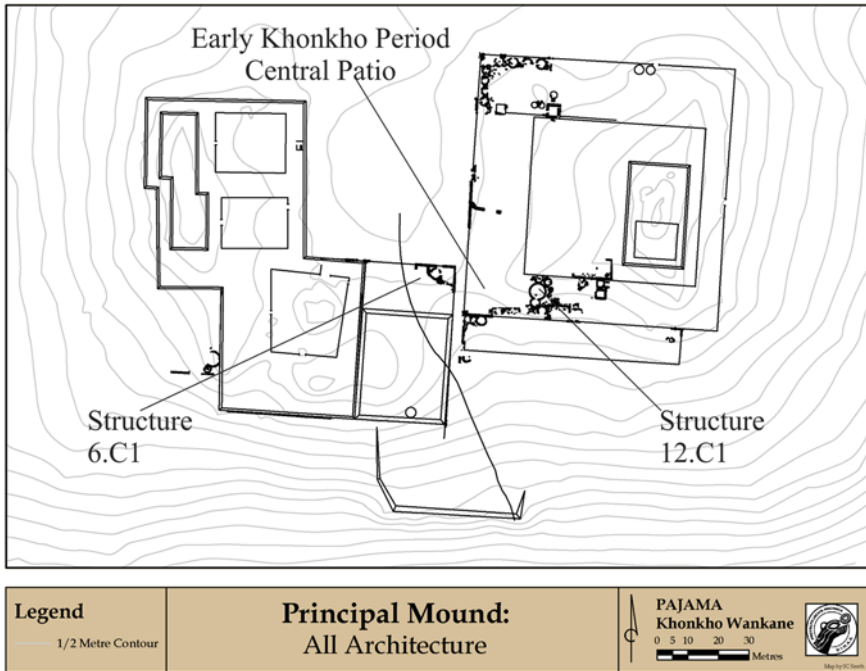 Early Khonkho Period
Central Patio
Structure
6.C1
Structure
12.C1
Legend
1/2 Metre Contour
Principal Mound:
All Architecture
PAJAMA
Khonkho Wankane
0 5 10 20 30
Metres